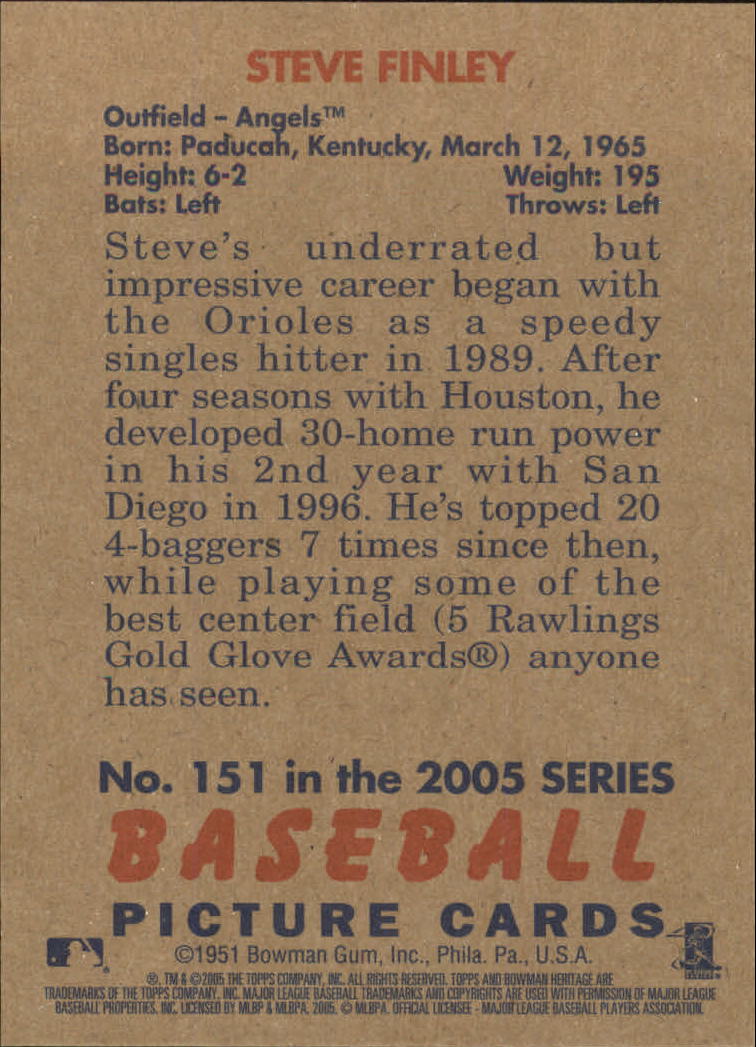 STEVE FINLEY
Outfield – Angels™
Born: Paducah, Kentucky, March 12, 1965
Height: 6-2 Weight: 195
Bats: Left Throws: Left
Steve's underrated but
impressive career began with
the Orioles as a speedy
singles hitter in 1989. After
four seasons with Houston, he
developed 30-home run power
in his 2nd year with San
Diego in 1996. He's topped 20
4-baggers 7 times since then,
while playing some of the
best center field (5 Rawlings
Gold Glove Awards®) anyone
has seen.
No. 151 in the 2005 SERIES
BASEBALL
PICTURE CARDS
©1951 Bowman Gum, Inc., Phila. Pa., U.S.A.
®, TM & ©2005 THE TOPPS COMPANY, INC. ALL RIGHTS RESERVED. TOPPS AND BOWMAN HERITAGE ARE
TRADEMARKS OF THE TOPPS COMPANY, INC. MAJOR LEAGUE BASEBALL TRADEMARKS AND COPYRIGHTS ARE USED WITH PERMISSION OF MAJOR LEAGUE
BASEBALL PROPERTIES, INC. LICENSED BY MLBP & MLBPA, 2005. © MLBPA. OFFICIAL LICENSEE - MAJOR LEAGUE BASEBALL PLAYERS ASSOCIATION.